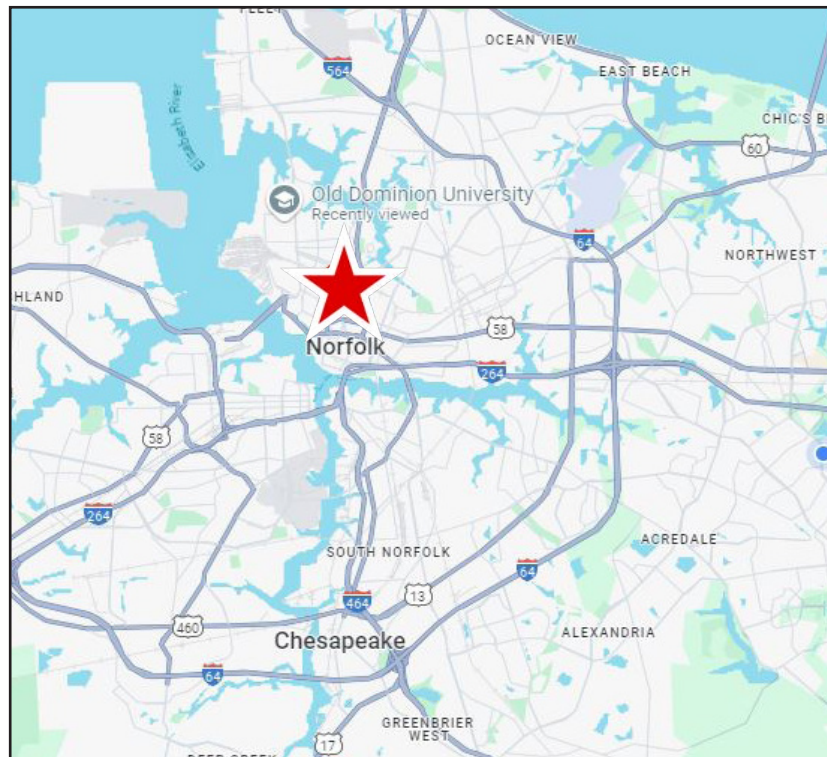 564
OCEAN VIEW
EAST BEACH
Elizabeth River
CHIC'S B
60
Old Dominion University
Recently viewed
64
NORTHWEST
HLAND
58
Norfolk
264
58
264
ACREDALE
SOUTH NORFOLK
64
464
13
460
ALEXANDRIA
Chesapeake
64
GREENBRIER
WEST
17